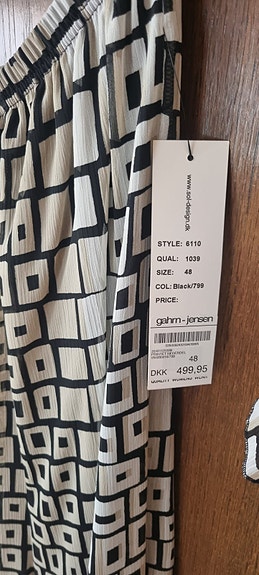 www.sol-design.dk
STYLE: 6110
QUAL: 1039
SIZE: 48
COL: Black/799
PRICE:
gahrn-jensen
48
DKK 499,95